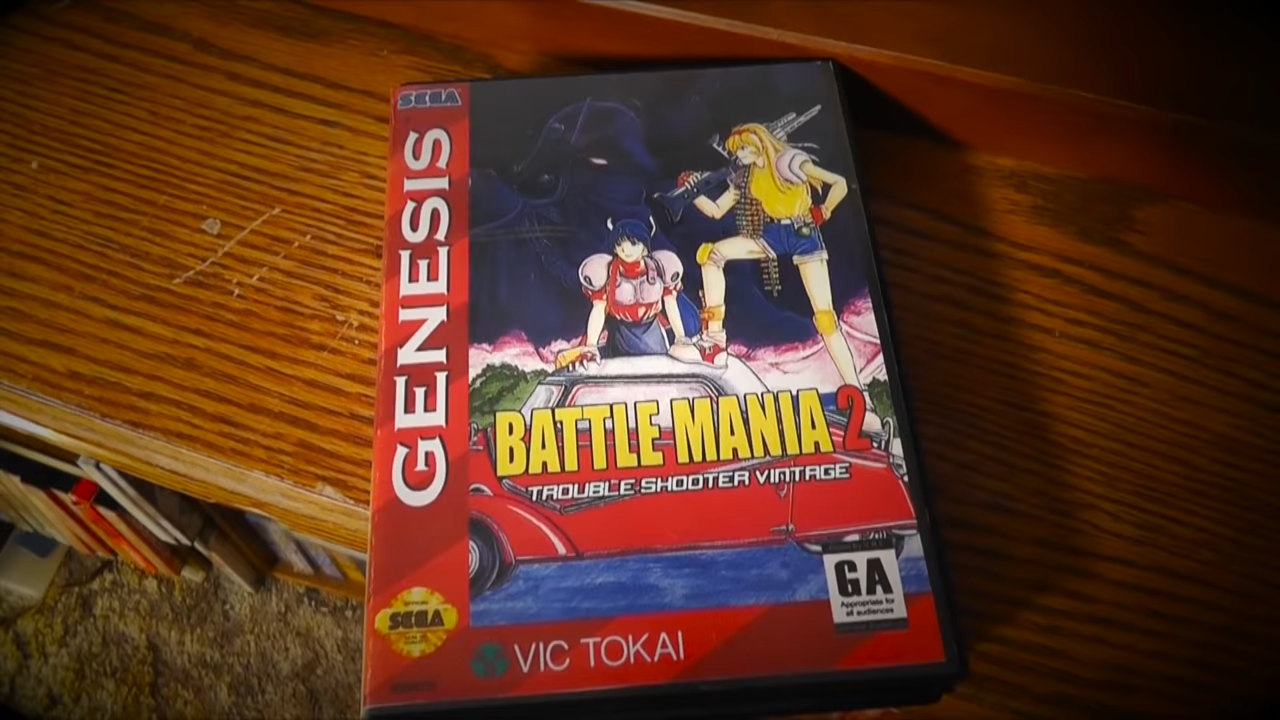 SEGA
GENESIS
BATTLE MANIA 2
TROUBLE SHOOTER VINTAGE
GA
Appropriate for
all audiences
SEGA
VIC TOKAI